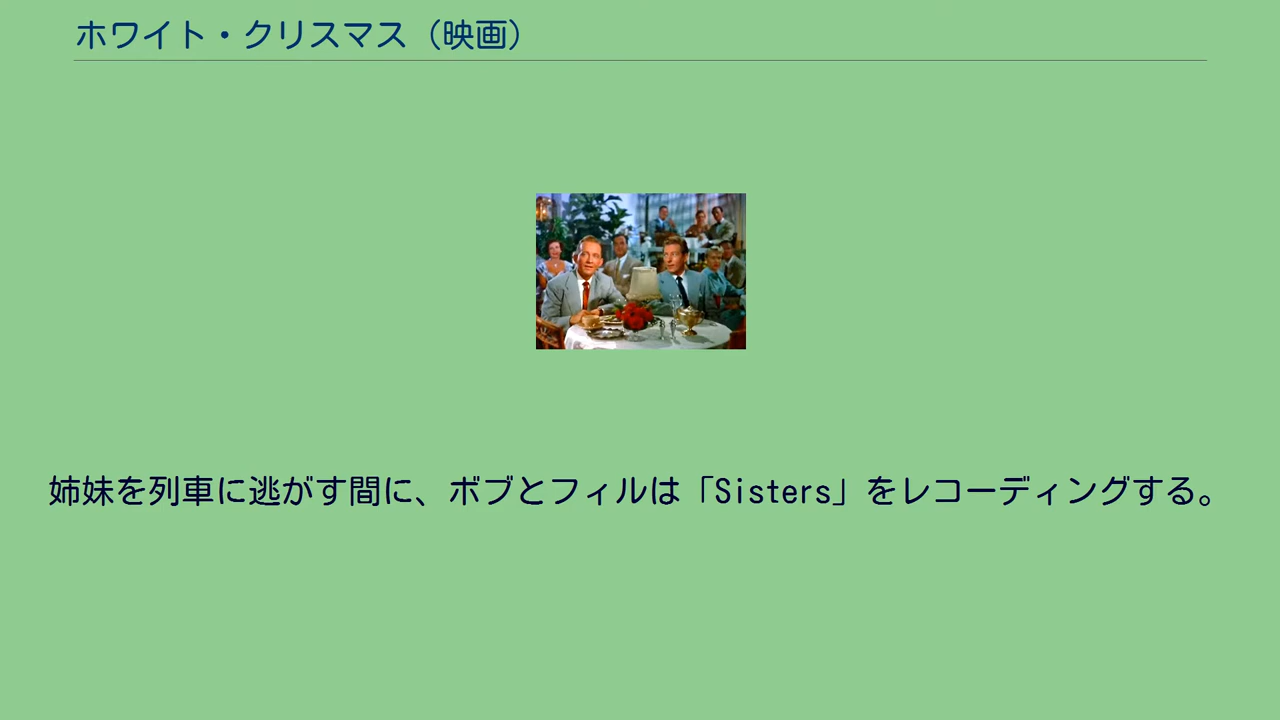 ホワイト・クリスマス（映画）
姉妹を列車に逃がす間に、ボブとフィルは「Sisters」をレコーディングする。